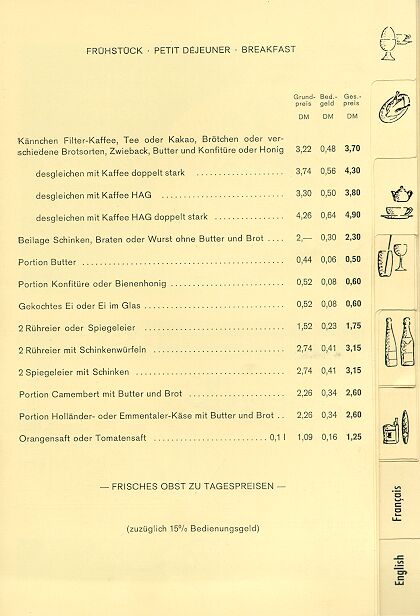 FRÜHSTÜCK · PETIT DÉJEUNER · BREAKFAST
Grund- Bed.- Ges.-
preis geld preis
DM DM DM
Kännchen Filter-Kaffee, Tee oder Kakao, Brötchen oder ver-
schiedene Brotsorten, Zwieback, Butter und Konfitüre oder Honig 3,22 0,48 3,70
desgleichen mit Kaffee doppelt stark .................... 3,74 0,56 4,30
desgleichen mit Kaffee HAG ........................... 3,30 0,50 3,80
desgleichen mit Kaffee HAG doppelt stark ................ 4,26 0,64 4,90
Beilage Schinken, Braten oder Wurst ohne Butter und Brot .... 2,— 0,30 2,30
Portion Butter ............................................. 0,44 0,06 0,50
Portion Konfitüre oder Bienenhonig ........................ 0,52 0,08 0,60
Gekochtes Ei oder Ei im Glas ............................... 0,52 0,08 0,60
2 Rühreier oder Spiegeleier ................................ 1,52 0,23 1,75
2 Rühreier mit Schinkenwürfeln ............................. 2,74 0,41 3,15
2 Spiegeleier mit Schinken ................................. 2,74 0,41 3,15
Portion Camembert mit Butter und Brot ...................... 2,26 0,34 2,60
Portion Holländer- oder Emmentaler-Käse mit Butter und Brot .. 2,26 0,34 2,60
Orangensaft oder Tomatensaft ........................ 0,1 l 1,09 0,16 1,25
— FRISCHES OBST ZU TAGESPREISEN —
(zuzüglich 15% Bedienungsgeld)
Français
English